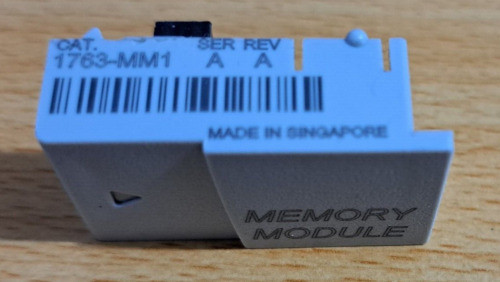 CAT. SER REV
1763-MM1 A A
MADE IN SINGAPORE
MEMORY
MODULE